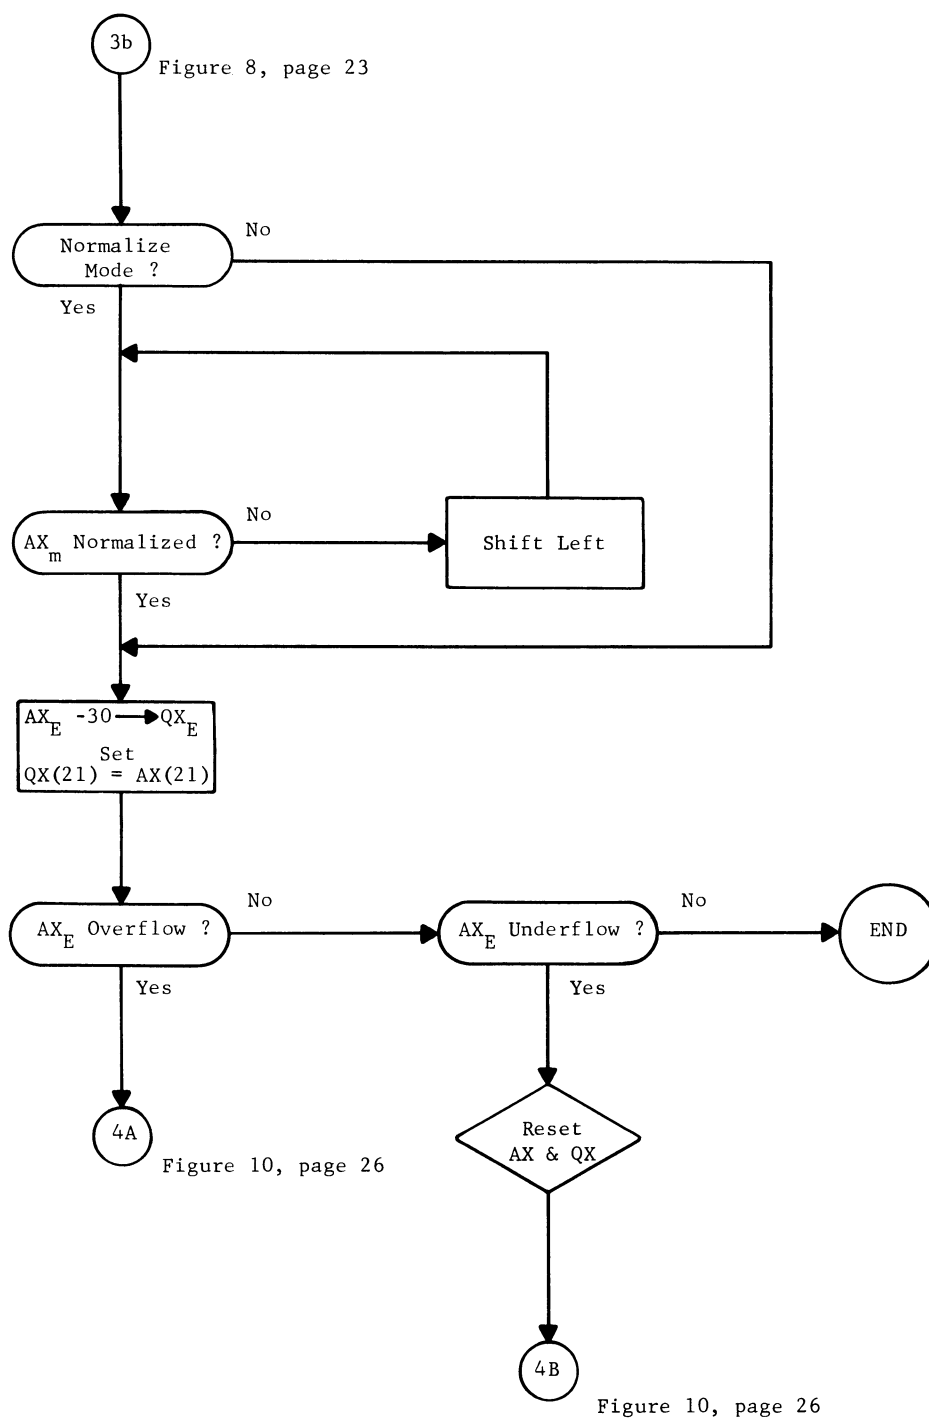 3b
Figure 8, page 23
Normalize
Mode ?
No
Yes
AXm Normalized ?
No
Shift Left
Yes
AXE -30 → QXE
Set
QX(21) = AX(21)
AXE Overflow ?
No
AXE Underflow ?
No
END
Yes
Yes
Reset
AX & QX
4A
Figure 10, page 26
4B
Figure 10, page 26